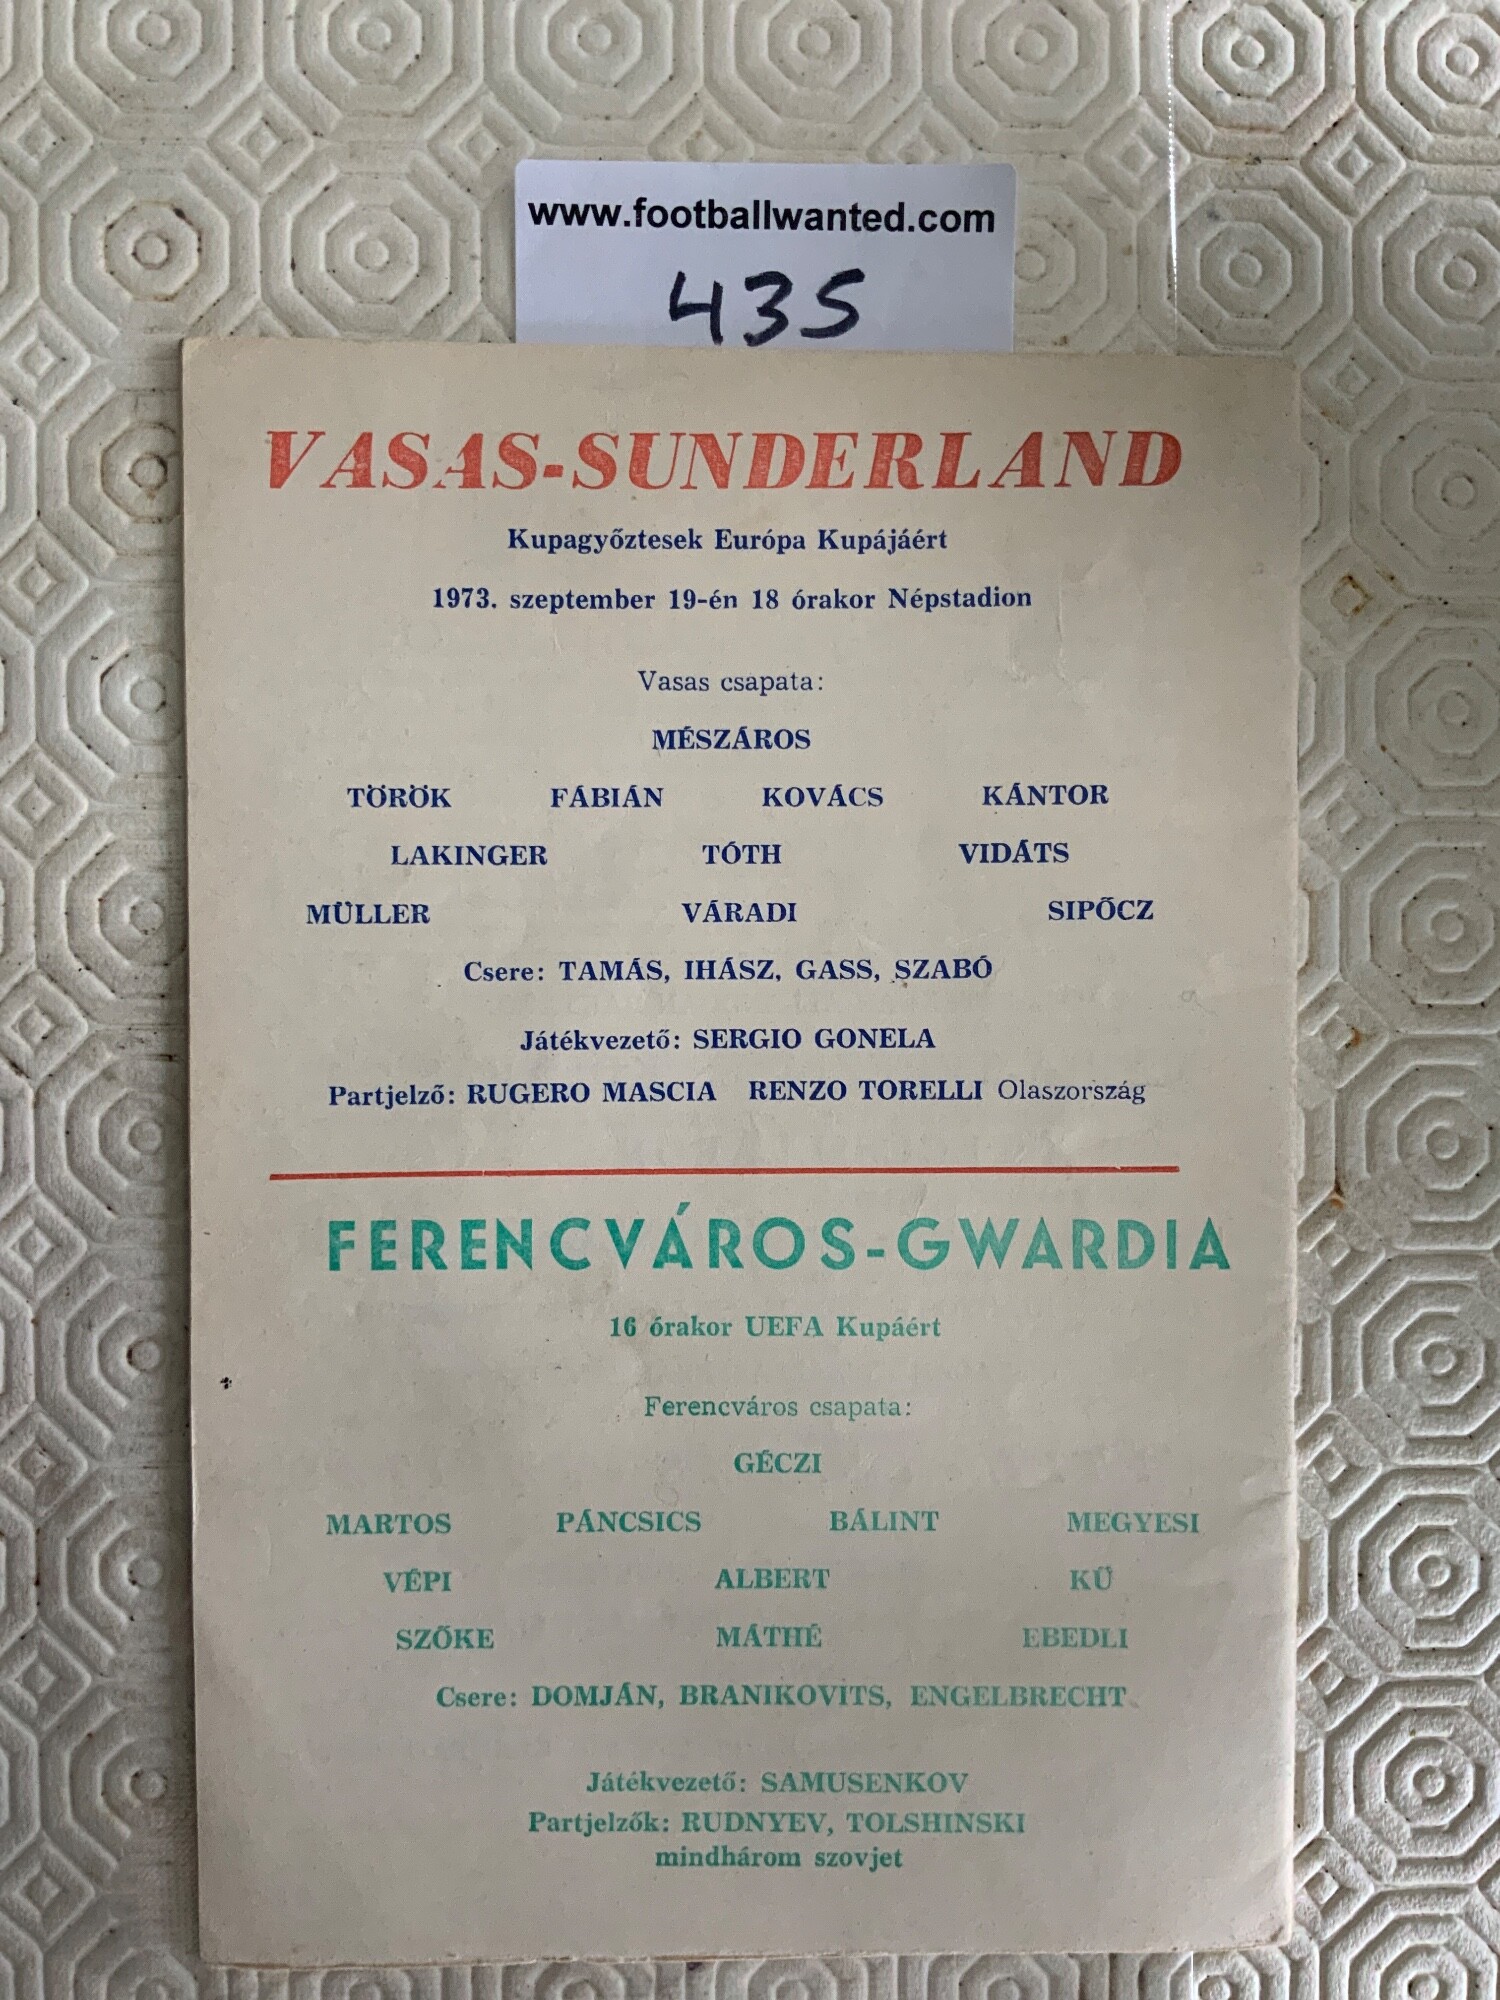 www.footballwanted.com
435
VASAS-SUNDERLAND
Kupagyőztesek Európa Kupájáért
1973. szeptember 19-én 18 órakor Népstadion
Vasas csapata:
MÉSZÁROS
TÖRÖK FÁBIÁN KOVÁCS KÁNTOR
LAKINGER TÓTH VIDÁTS
MÜLLER VÁRADI SIPŐCZ
Csere: TAMÁS, IHÁSZ, GASS, SZABÓ
Játékvezető: SERGIO GONELA
Partjelző: RUGERO MASCIA RENZO TORELLI Olaszország
FERENCVÁROS-GWARDIA
16 órakor UEFA Kupáért
Ferencváros csapata:
GÉCZI
MARTOS PÁNCSICS BÁLINT MEGYESI
VÉPI ALBERT KŰ
SZŐKE MÁTHÉ EBEDLI
Csere: DOMJÁN, BRANIKOVITS, ENGELBRECHT
Játékvezető: SAMUSENKOV
Partjelzők: RUDNYEV, TOLSHINSKI
mindhárom szovjet